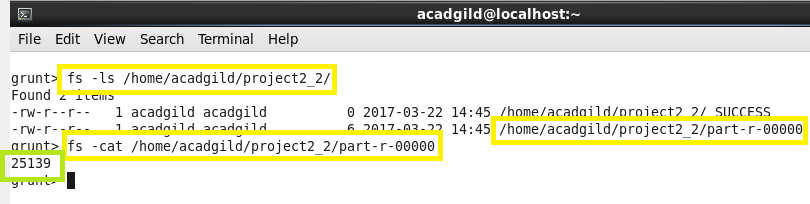 acadgild@localhost:~
File Edit View Search Terminal Help
grunt> fs -ls /home/acadgild/project2_2/
Found 2 items
-rw-r--r--   1 acadgild acadgild          0 2017-03-22 14:45 /home/acadgild/project2_2/_SUCCESS
-rw-r--r--   1 acadgild acadgild          6 2017-03-22 14:45 /home/acadgild/project2_2/part-r-00000
grunt> fs -cat /home/acadgild/project2_2/part-r-00000
25139
grunt>